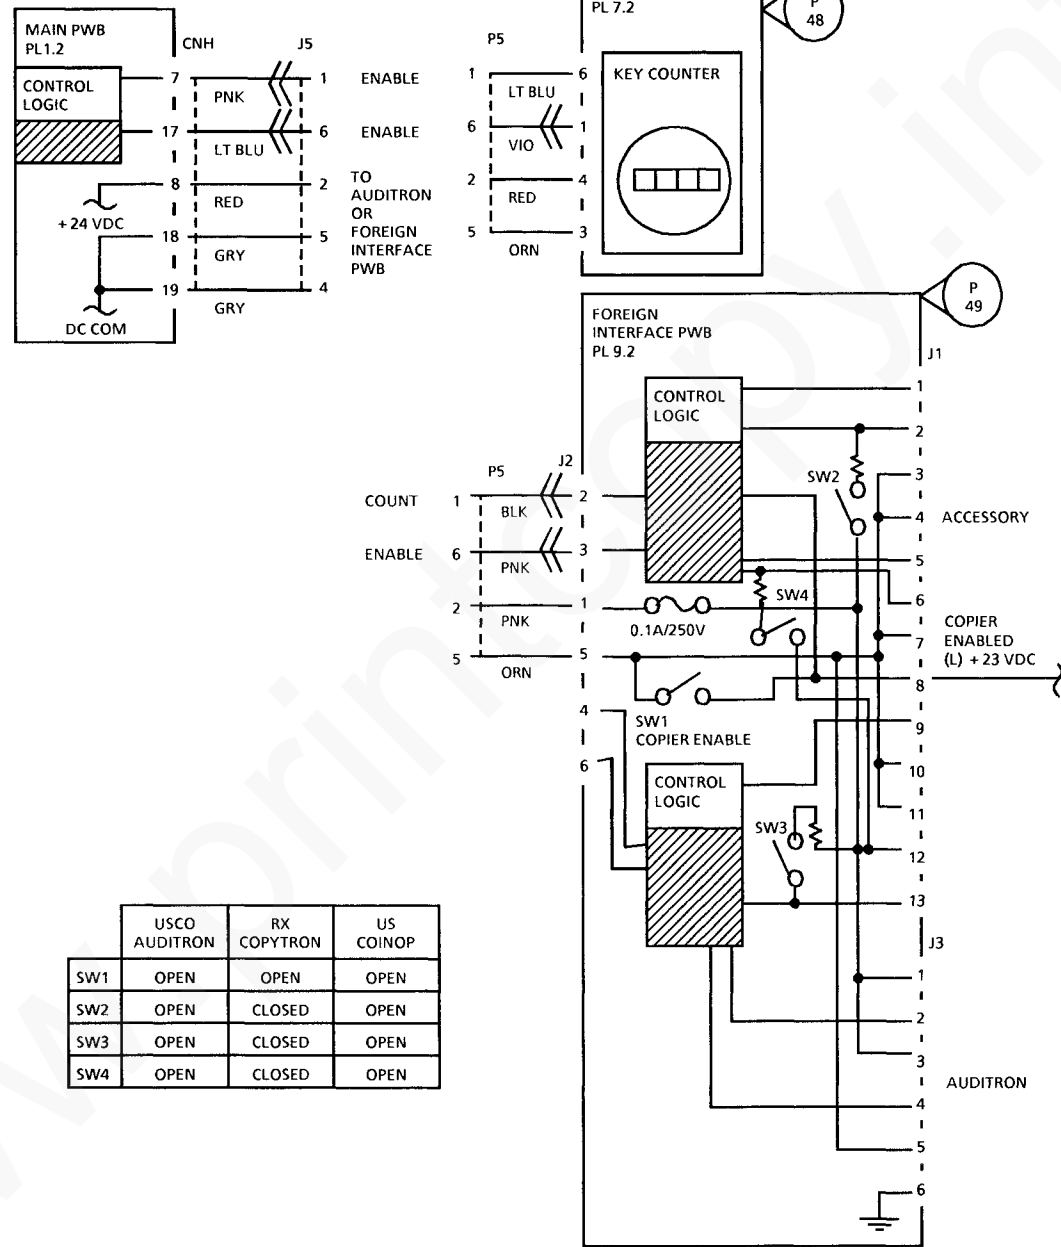 MAIN PWB
PL1.2
CONTROL
LOGIC
+24 VDC
DC COM
CNH
J5
7
PNK
1
ENABLE
17
LT BLU
6
ENABLE
8
RED
2
TO
AUDITRON
OR
FOREIGN
INTERFACE
PWB
18
GRY
5
19
GRY
4
PL 7.2
P
48
P5
KEY COUNTER
1
LT BLU
6
6
VIO
1
2
RED
4
5
ORN
3
P
49
FOREIGN
INTERFACE PWB
PL 9.2
J1
CONTROL
LOGIC
1
2
SW2
3
4
ACCESSORY
5
6
7
COPIER
ENABLED
(L) +23 VDC
8
9
10
11
12
13
P5
J2
COUNT
1
BLK
2
ENABLE
6
PNK
3
2
PNK
1
0.1A/250V
SW4
5
ORN
5
4
SW1
COPIER ENABLE
6
CONTROL
LOGIC
SW3
J3
1
2
3
AUDITRON
4
5
6
USCO
AUDITRON
RX
COPYTRON
US
COINOP
SW1 OPEN OPEN OPEN
SW2 OPEN CLOSED OPEN
SW3 OPEN CLOSED OPEN
SW4 OPEN CLOSED OPEN
www.printcopy.in